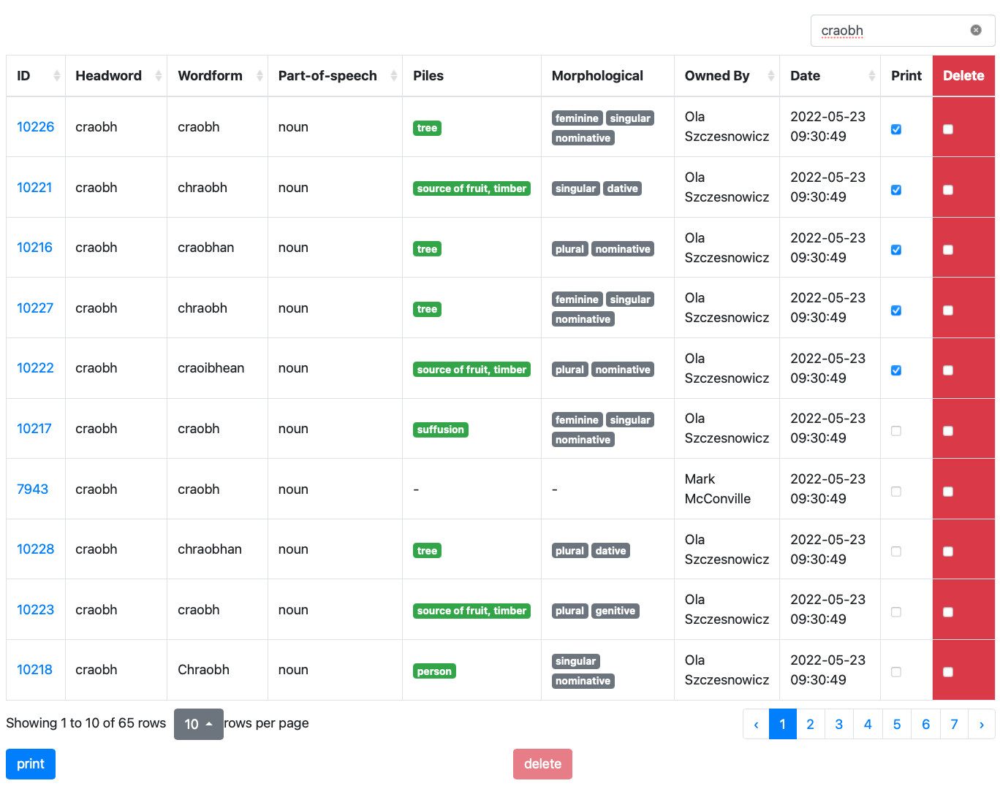 craobh
ID Headword Wordform Part-of-speech Piles Morphological Owned By Date Print Delete
10226 craobh craobh noun tree feminine singular nominative Ola Szczesnowicz 2022-05-23 09:30:49
10221 craobh chraobh noun source of fruit, timber singular dative Ola Szczesnowicz 2022-05-23 09:30:49
10216 craobh craobhan noun tree plural nominative Ola Szczesnowicz 2022-05-23 09:30:49
10227 craobh chraobh noun tree feminine singular nominative Ola Szczesnowicz 2022-05-23 09:30:49
10222 craobh craoibhean noun source of fruit, timber plural nominative Ola Szczesnowicz 2022-05-23 09:30:49
10217 craobh craobh noun suffusion feminine singular nominative Ola Szczesnowicz 2022-05-23 09:30:49
7943 craobh craobh noun - - Mark McConville 2022-05-23 09:30:49
10228 craobh chraobhan noun tree plural dative Ola Szczesnowicz 2022-05-23 09:30:49
10223 craobh craobh noun source of fruit, timber plural genitive Ola Szczesnowicz 2022-05-23 09:30:49
10218 craobh Chraobh noun person singular nominative Ola Szczesnowicz 2022-05-23 09:30:49
Showing 1 to 10 of 65 rows 10 rows per page ‹ 1 2 3 4 5 6 7 ›
print delete